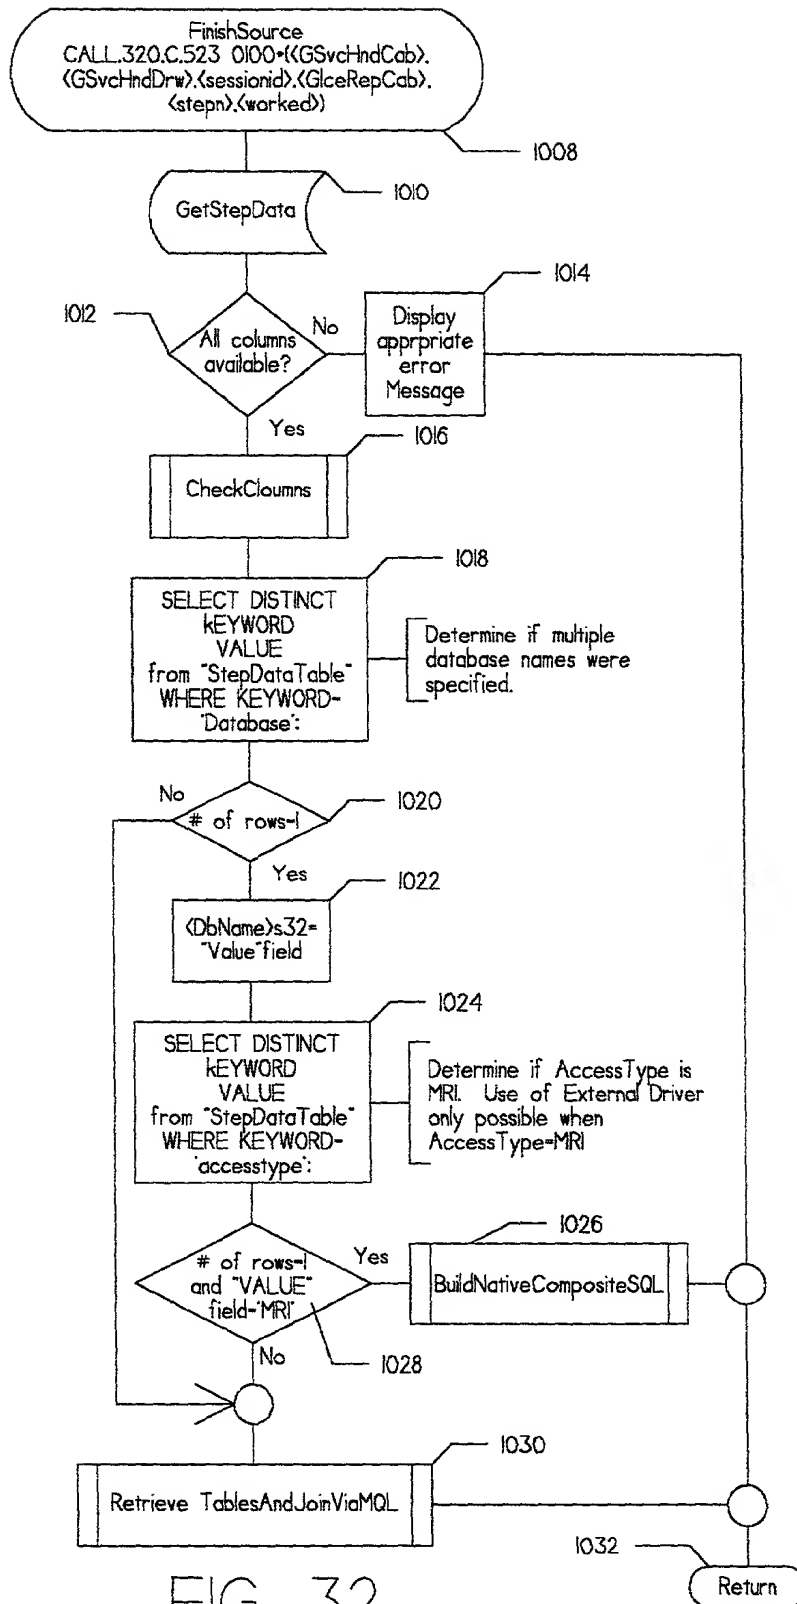 FinishSource
CALL.320.C.523 0100*(<GSvcHndCab>.
<GSvcHndDrw>.<sessionid>.<GlceRepCab>.
<stepn>.<worked>)
1008
1010
GetStepData
1014
1012
All columns
available?
No
Display
apprpriate
error
Message
Yes
1016
CheckCloumns
1018
SELECT DISTINCT
kEYWORD
VALUE
from "StepDataTable"
WHERE KEYWORD-
'Database':
Determine if multiple
database names were
specified.
No
# of rows=1
1020
Yes
1022
<DbName>s32=
"Value"field
1024
SELECT DISTINCT
kEYWORD
VALUE
from "StepDataTable"
WHERE KEYWORD-
'accesstype':
Determine if AccessType is
MRI. Use of External Driver
only possible when
AccessType=MRI
1026
# of rows=1
and "VALUE"
field='MRI'
Yes
BuildNativeCompositeSQL
No
1028
1030
Retrieve TablesAndJoinViaMQL
1032
Return
FIG. 32